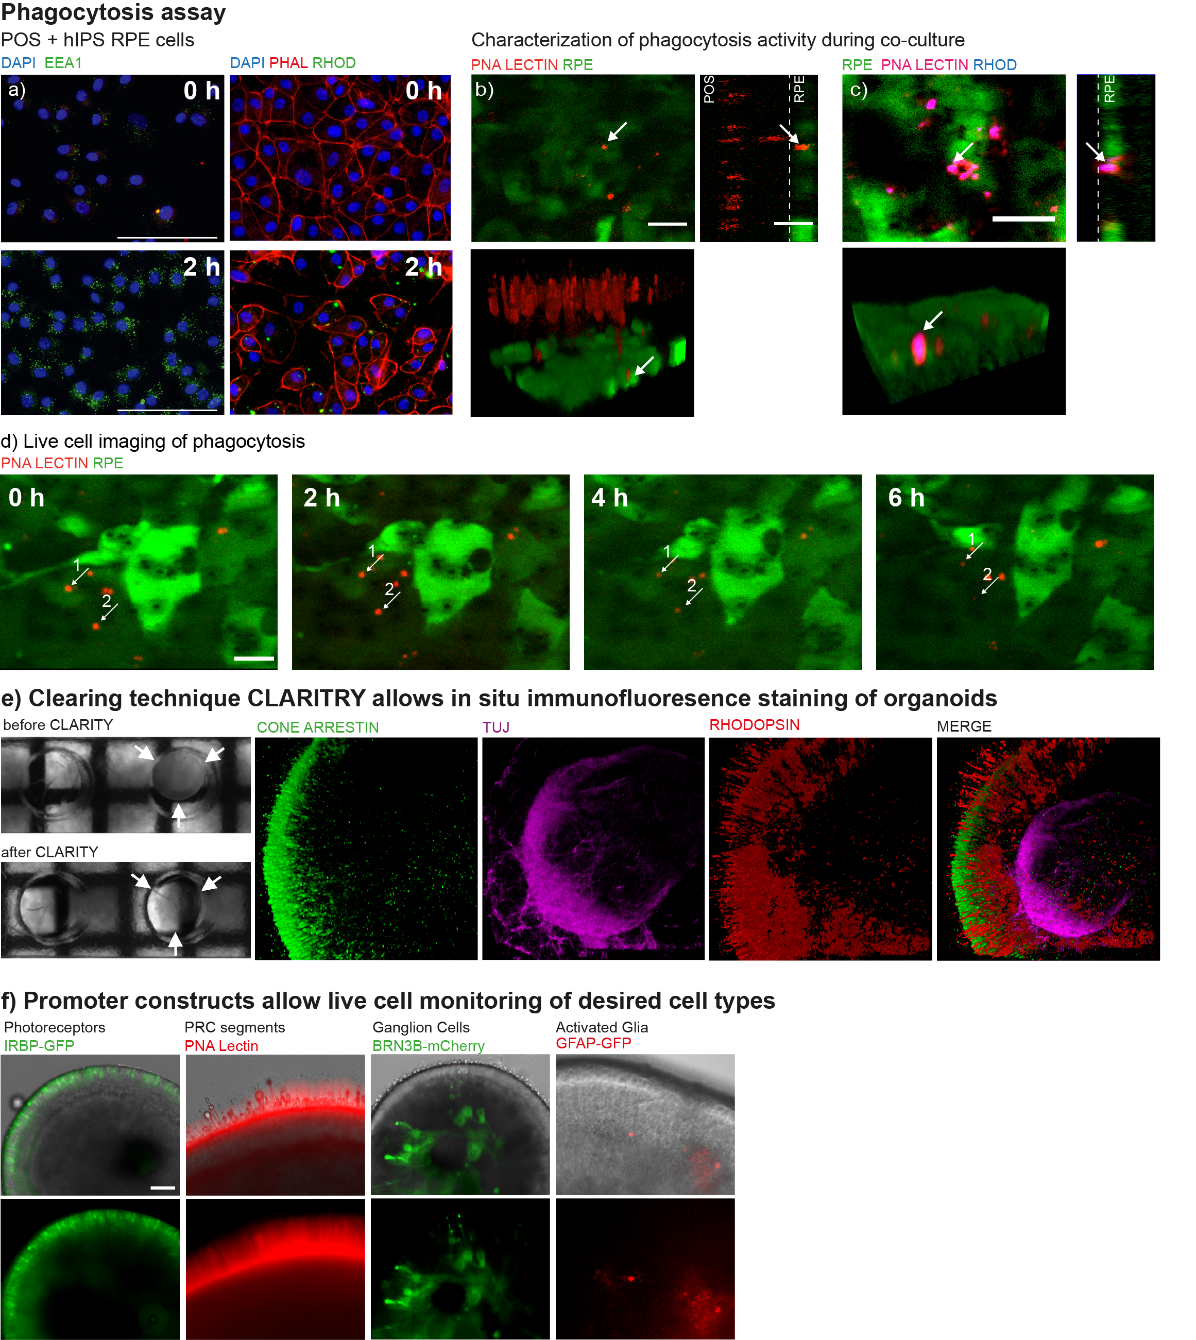 Phagocytosis assay
POS + hIPS RPE cells
Characterization of phagocytosis activity during co-culture
DAPI EEA1
DAPI PHAL RHOD
PNA LECTIN RPE
RPE PNA LECTIN RHOD
a)
0 h
0 h
b)
POS
RPE
c)
RPE
2 h
2 h
d) Live cell imaging of phagocytosis
PNA LECTIN RPE
0 h
2 h
4 h
6 h
1
2
1
2
1
2
1
2
e) Clearing technique CLARITRY allows in situ immunofluoresence staining of organoids
before CLARITY
CONE ARRESTIN
TUJ
RHODOPSIN
MERGE
after CLARITY
f) Promoter constructs allow live cell monitoring of desired cell types
Photoreceptors
PRC segments
Ganglion Cells
Activated Glia
IRBP-GFP
PNA Lectin
BRN3B-mCherry
GFAP-GFP